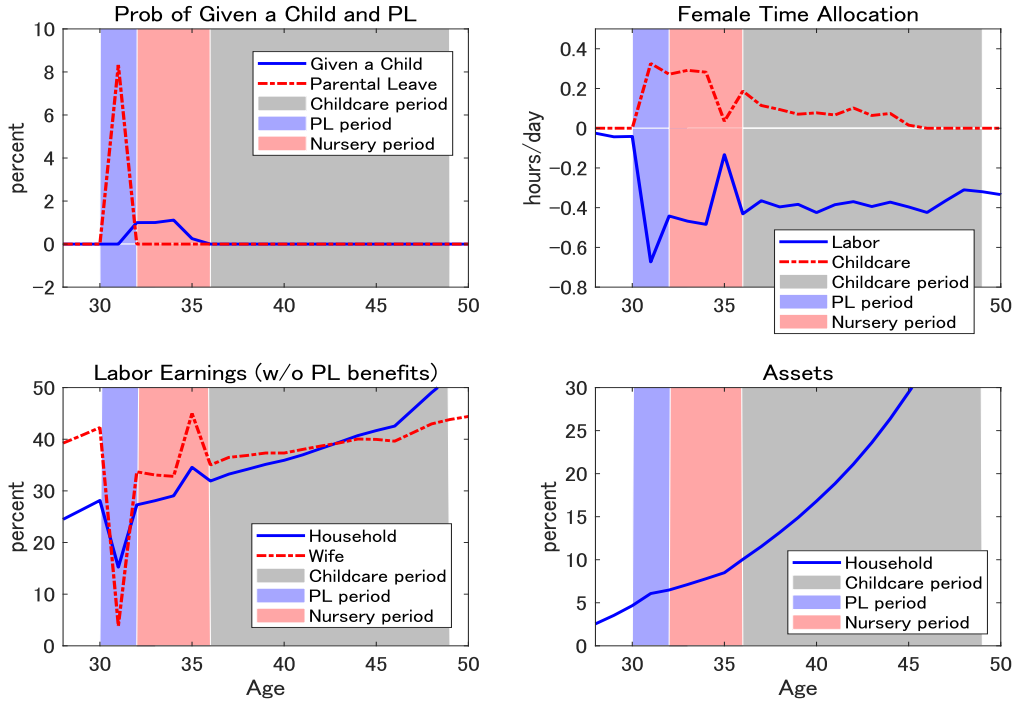 Prob of Given a Child and PL
10
8
6
4
2
0
−2
percent
30
35
40
45
50
Given a Child
Parental Leave
Childcare period
PL period
Nursery period
Female Time Allocation
0.4
0.2
0
−0.2
−0.4
−0.6
−0.8
hours/day
30
35
40
45
50
Labor
Childcare
Childcare period
PL period
Nursery period
Labor Earnings (w/o PL benefits)
50
40
30
20
10
0
percent
30
35
40
45
50
Age
Household
Wife
Childcare period
PL period
Nursery period
Assets
30
25
20
15
10
5
0
percent
30
35
40
45
50
Age
Household
Childcare period
PL period
Nursery period